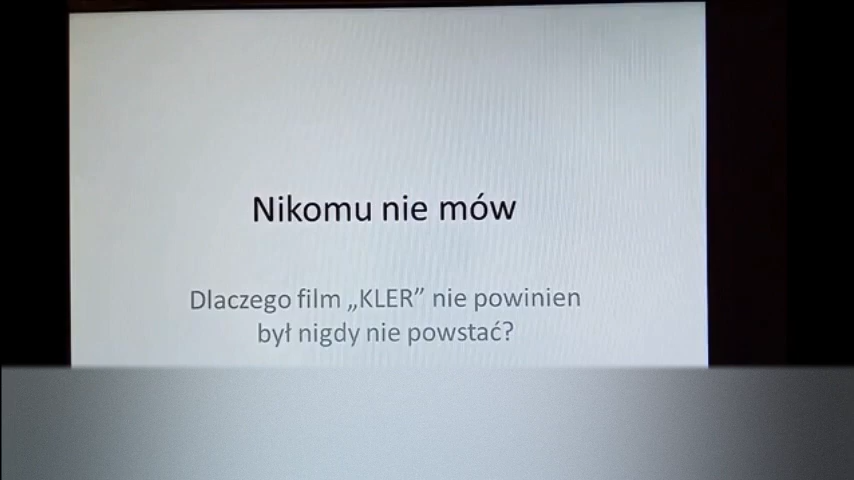 Nikomu nie mów
Dlaczego film „KLER” nie powinien
był nigdy nie powstać?